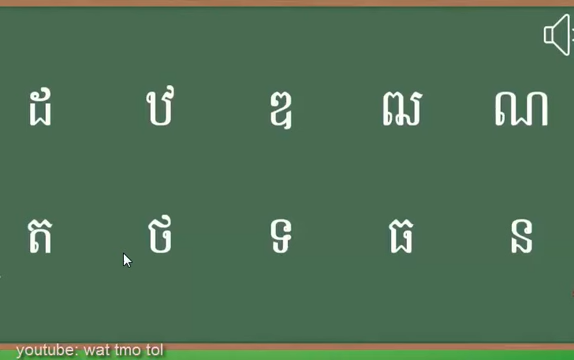 ដ ឋ ឌ ឍ ណ
ត ថ ទ ធ ន
youtube: wat tmo tol